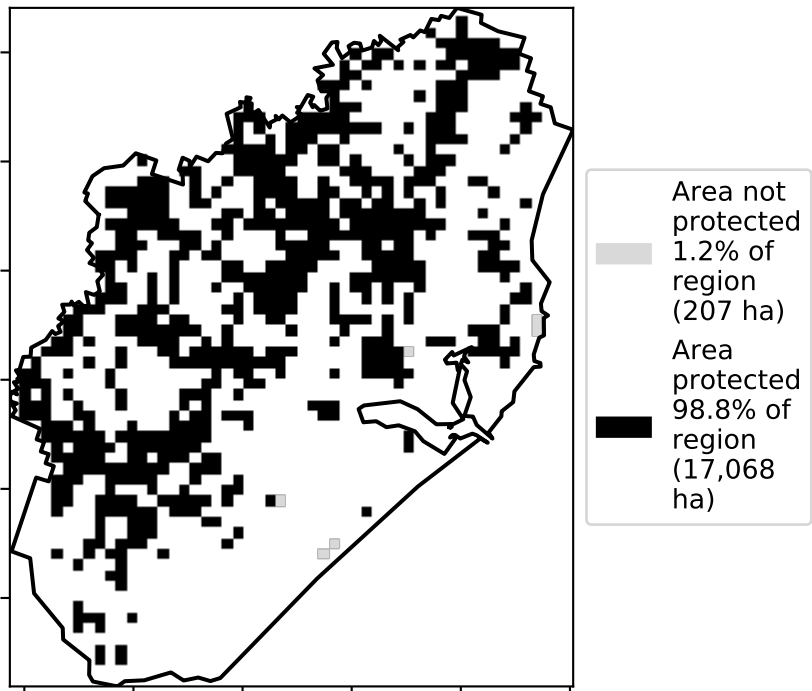 Area not
protected
1.2% of
region
(207 ha)
Area
protected
98.8% of
region
(17,068
ha)